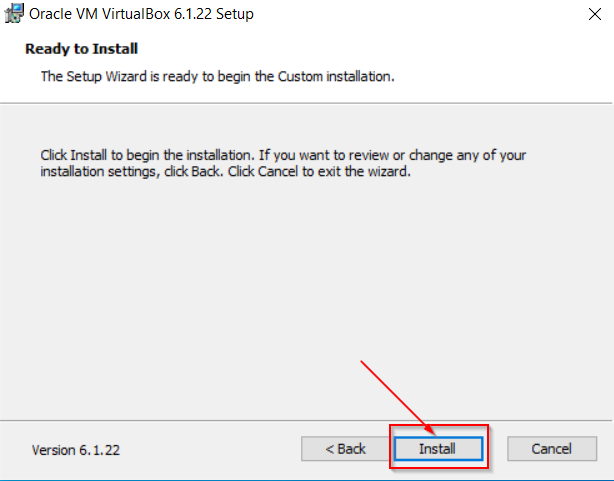 Oracle VM VirtualBox 6.1.22 Setup
Ready to Install
The Setup Wizard is ready to begin the Custom installation.
Click Install to begin the installation. If you want to review or change any of your
installation settings, click Back. Click Cancel to exit the wizard.
Version 6.1.22
< Back
Install
Cancel